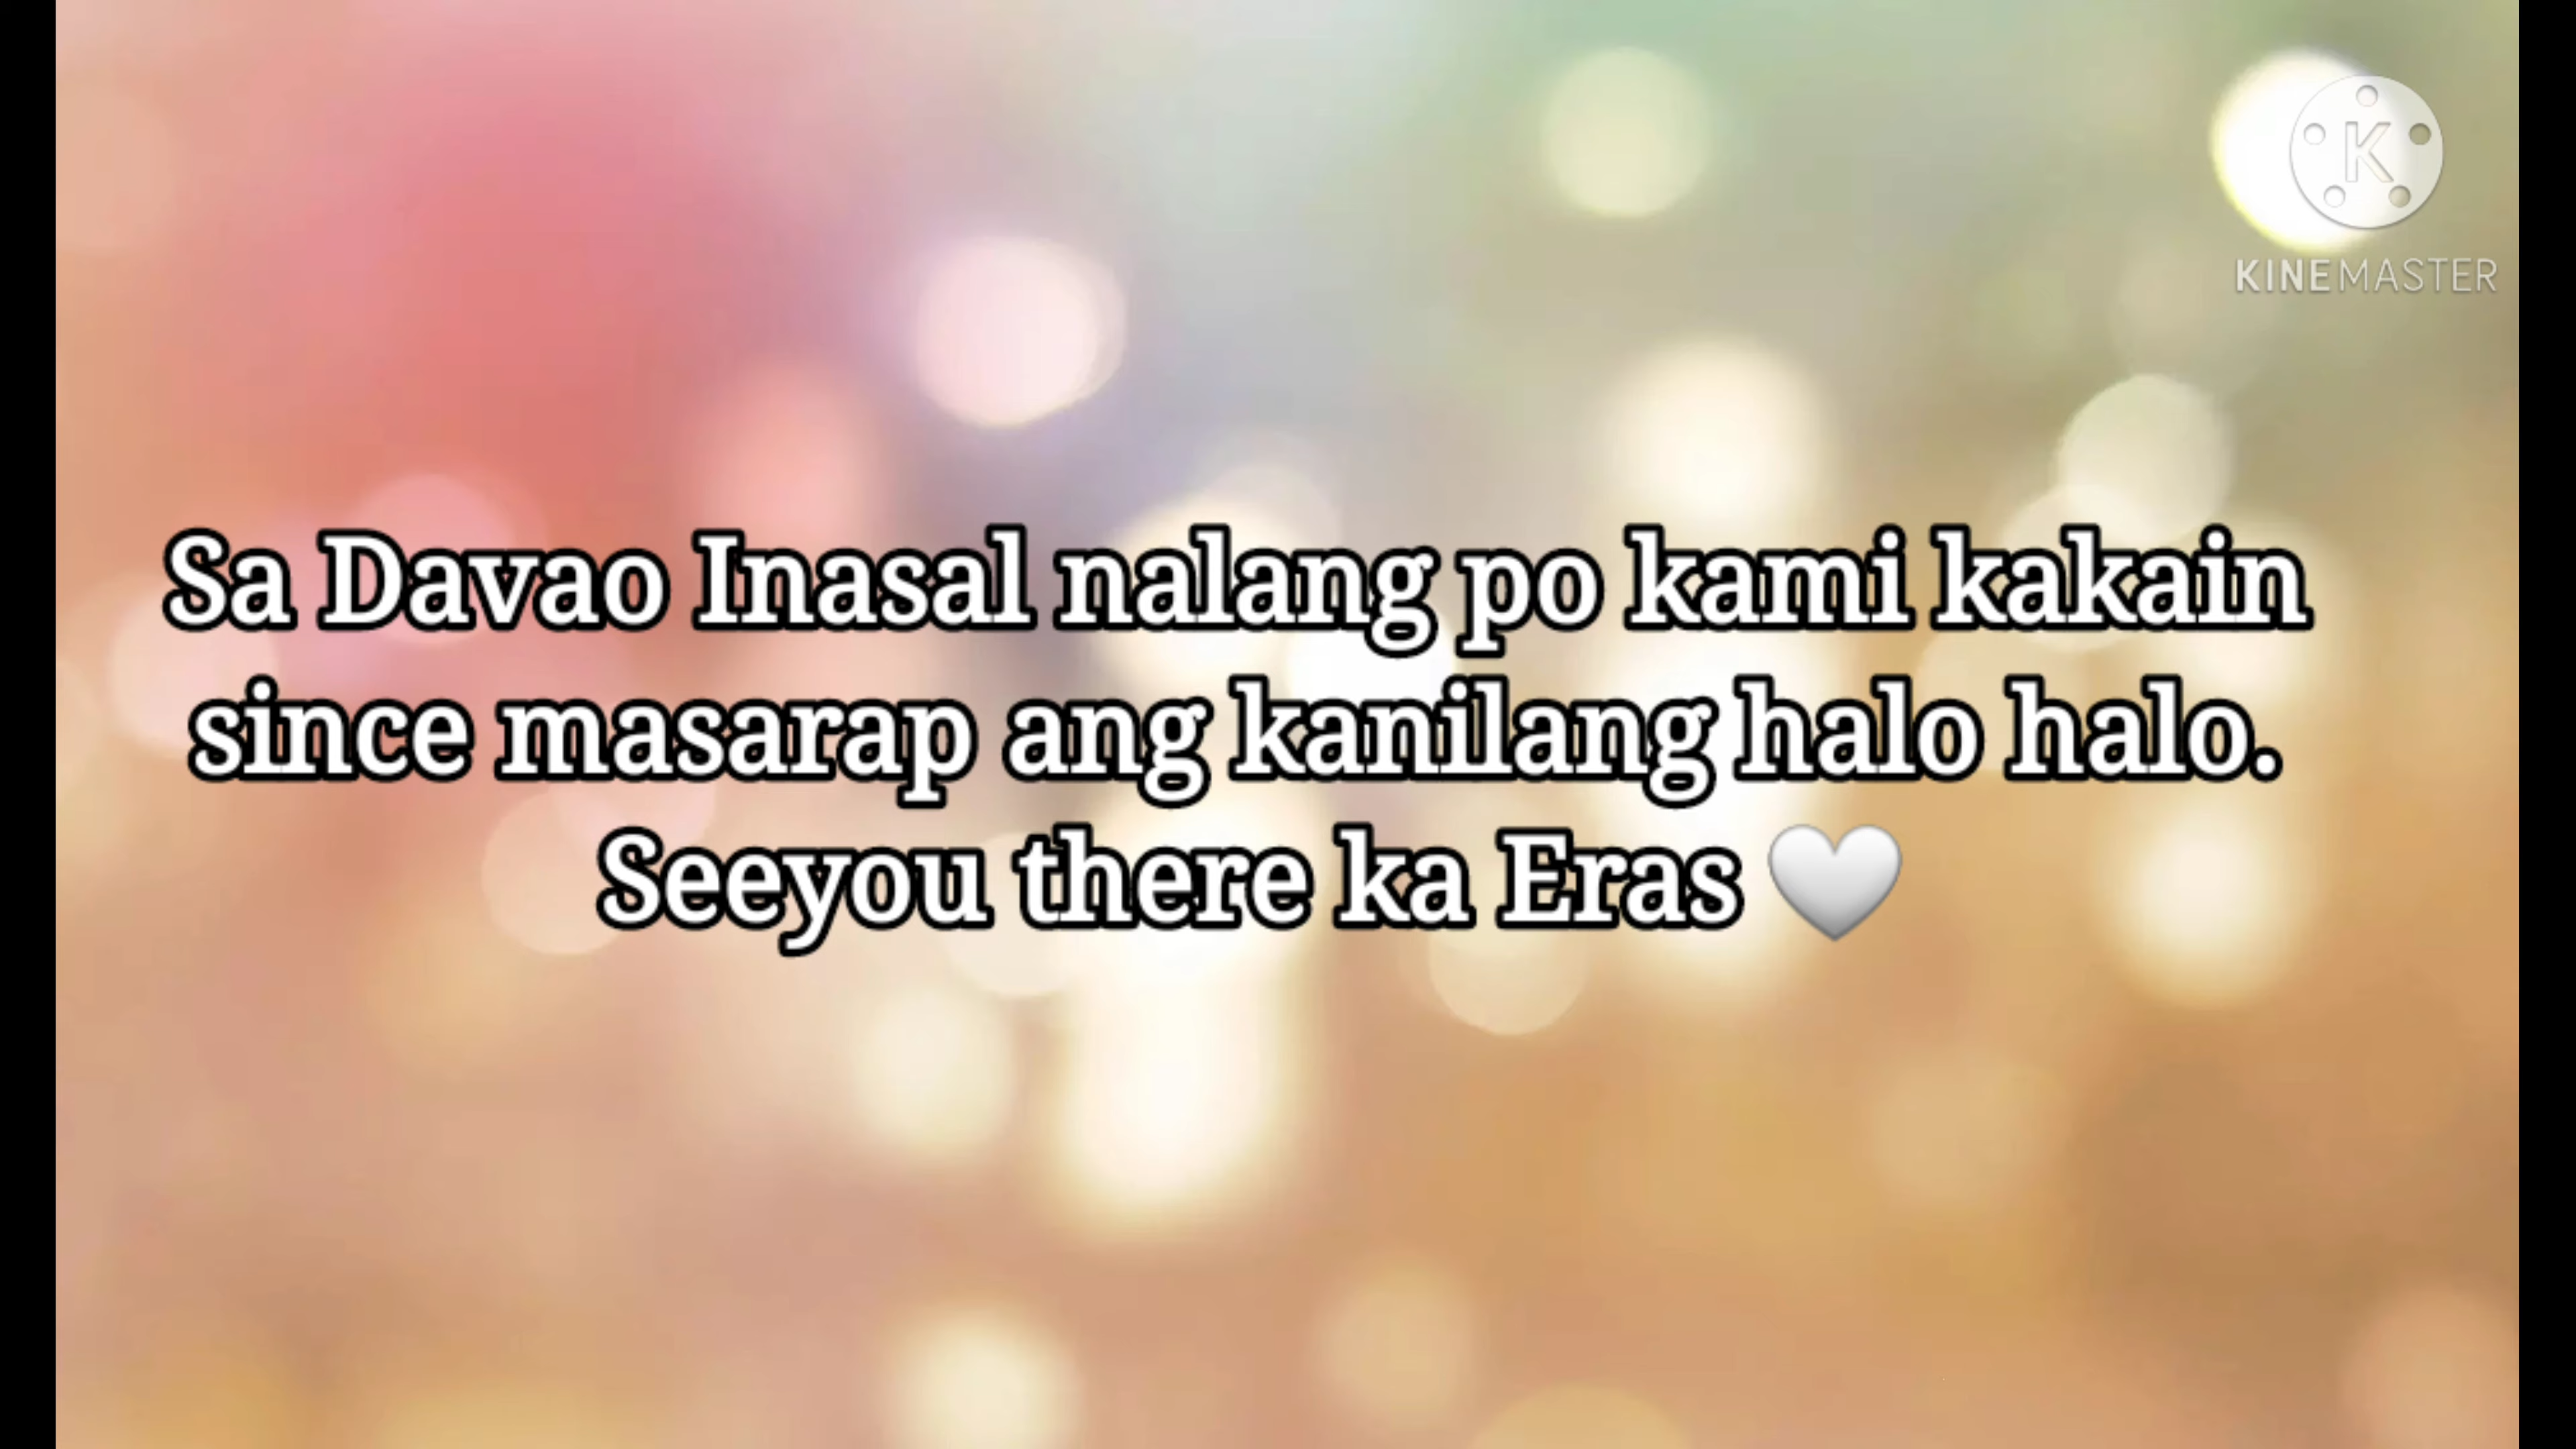 KINEMASTER
Sa Davao Inasal nalang po kami kakain
since masarap ang kanilang halo halo.
Seeyou there ka Eras 🤍